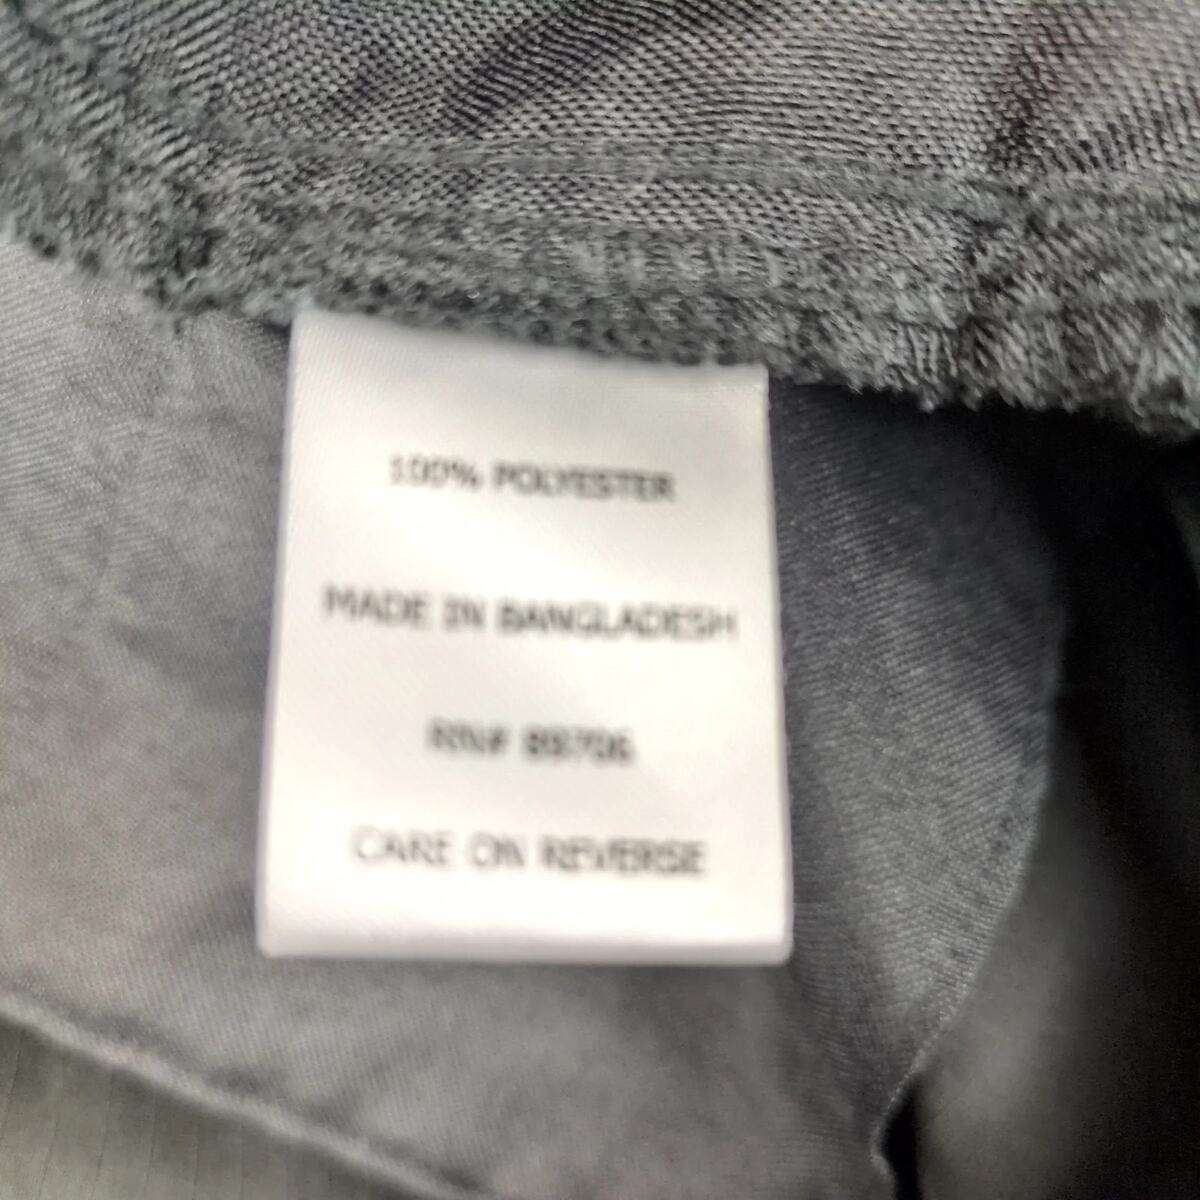 100% POLYESTER
MADE IN BANGLADESH
RN# 89706
CARE ON REVERSE